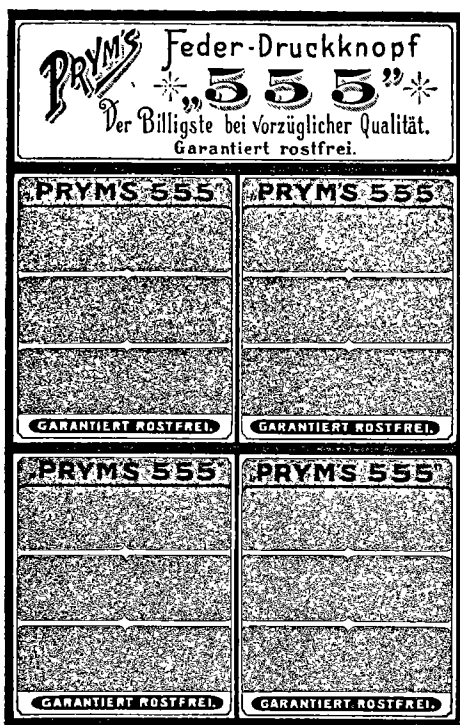 PRYM'S
Feder-Druckknopf
„555”
Der Billigste bei vorzüglicher Qualität.
Garantiert rostfrei.
„PRYM'S 555”
„PRYM'S 555”
GARANTIERT ROSTFREI.
GARANTIERT ROSTFREI.
„PRYM'S 555”
„PRYM'S 555”
GARANTIERT ROSTFREI.
GARANTIERT ROSTFREI.